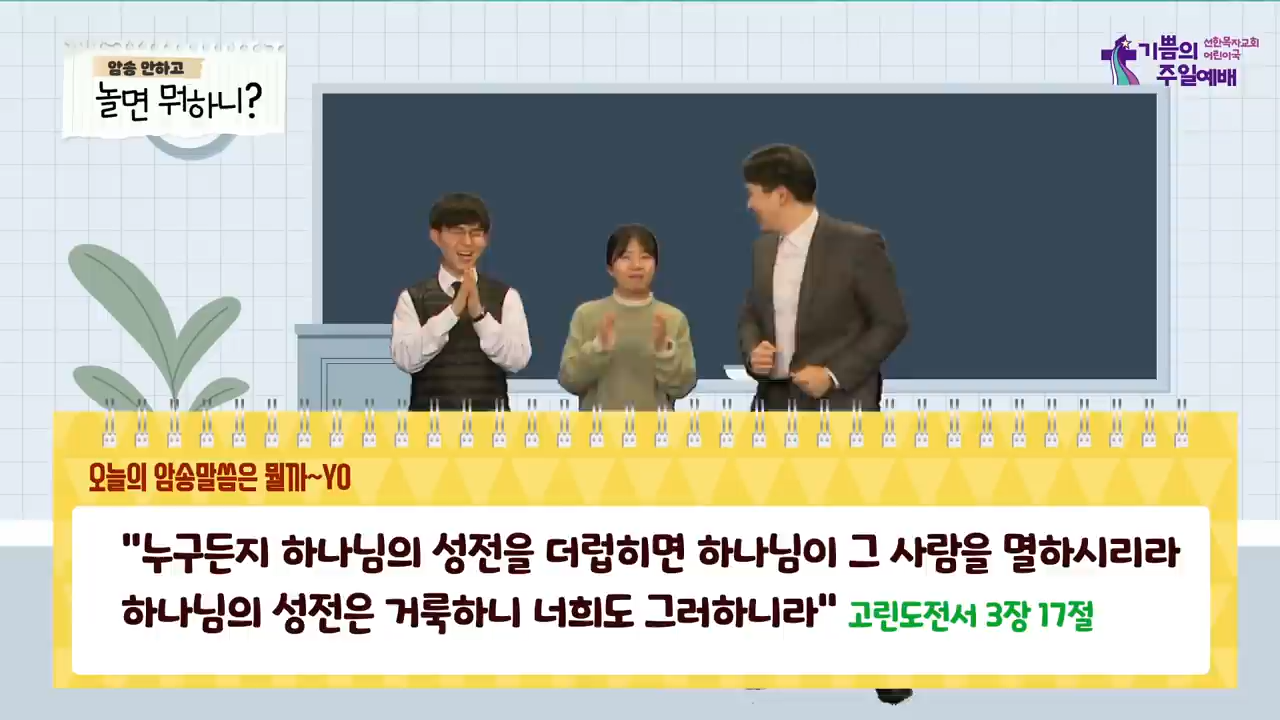 암송 안하고
놀면 뭐하니?
기쁨의
주일예배
선한목자교회
어린이국
오늘의 암송말씀은 뭘까~YO
"누구든지 하나님의 성전을 더럽히면 하나님이 그 사람을 멸하시리라
하나님의 성전은 거룩하니 너희도 그러하니라" 고린도전서 3장 17절